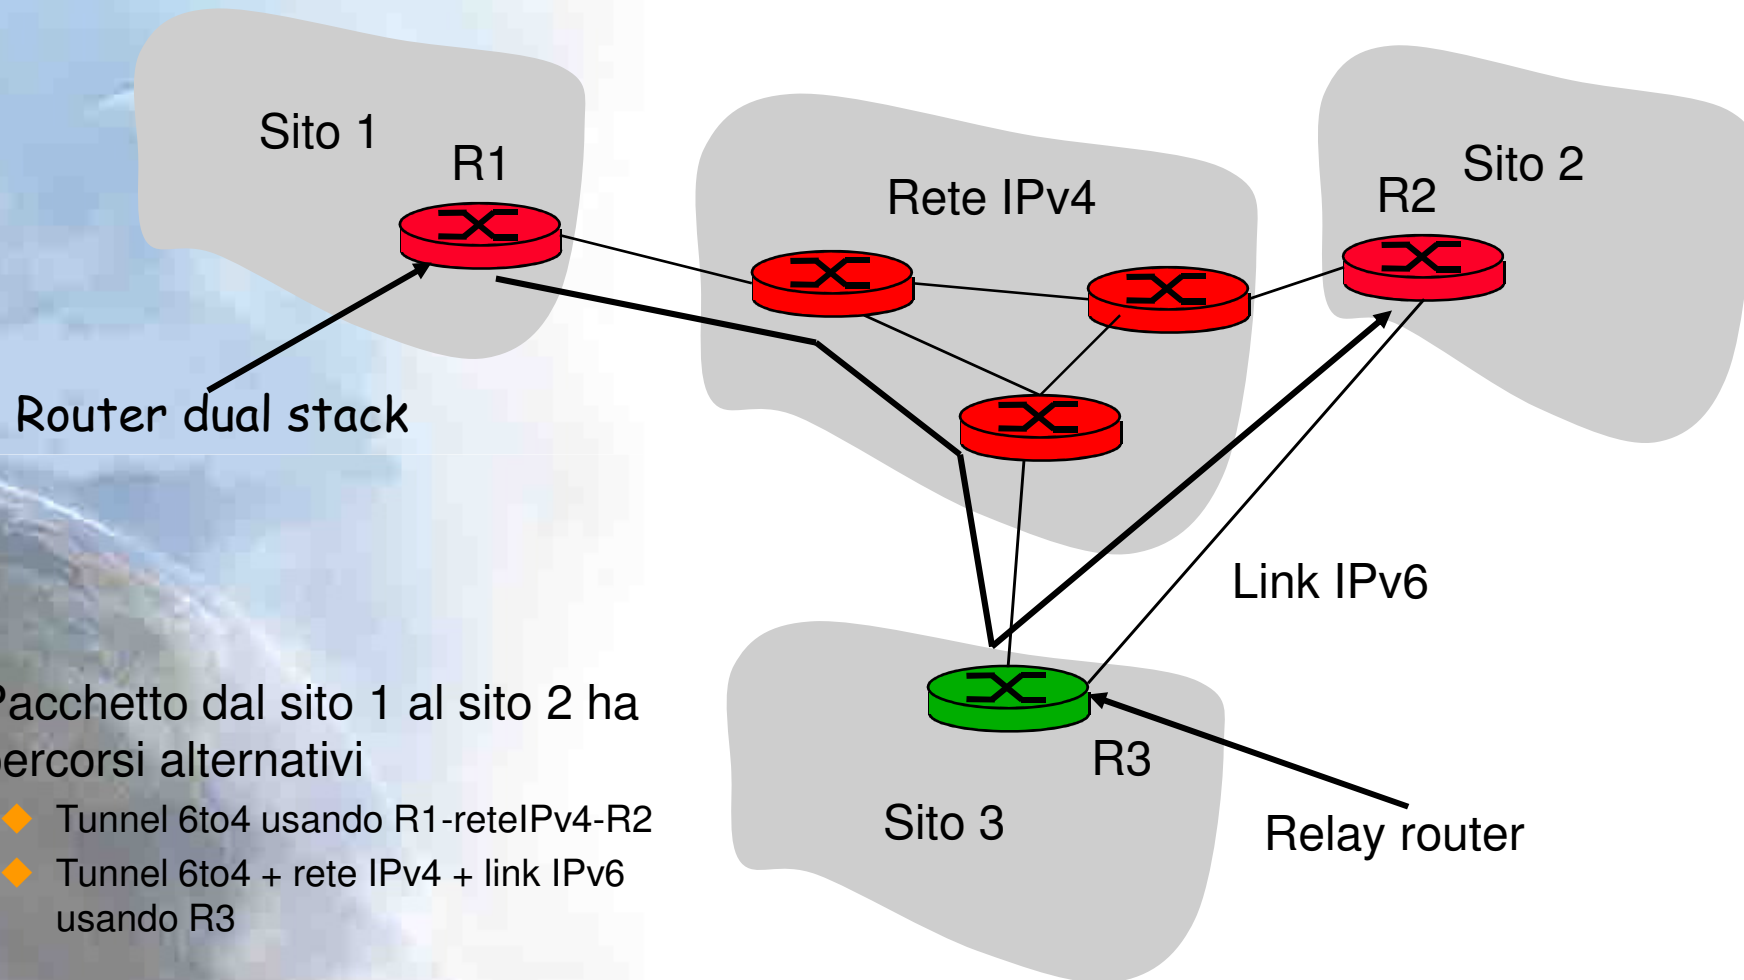 Sito 1
R1
Rete IPv4
R2
Sito 2
Router dual stack
Link IPv6
Pacchetto dal sito 1 al sito 2 ha
percorsi alternativi
Tunnel 6to4 usando R1-reteIPv4-R2
Tunnel 6to4 + rete IPv4 + link IPv6
usando R3
R3
Sito 3
Relay router